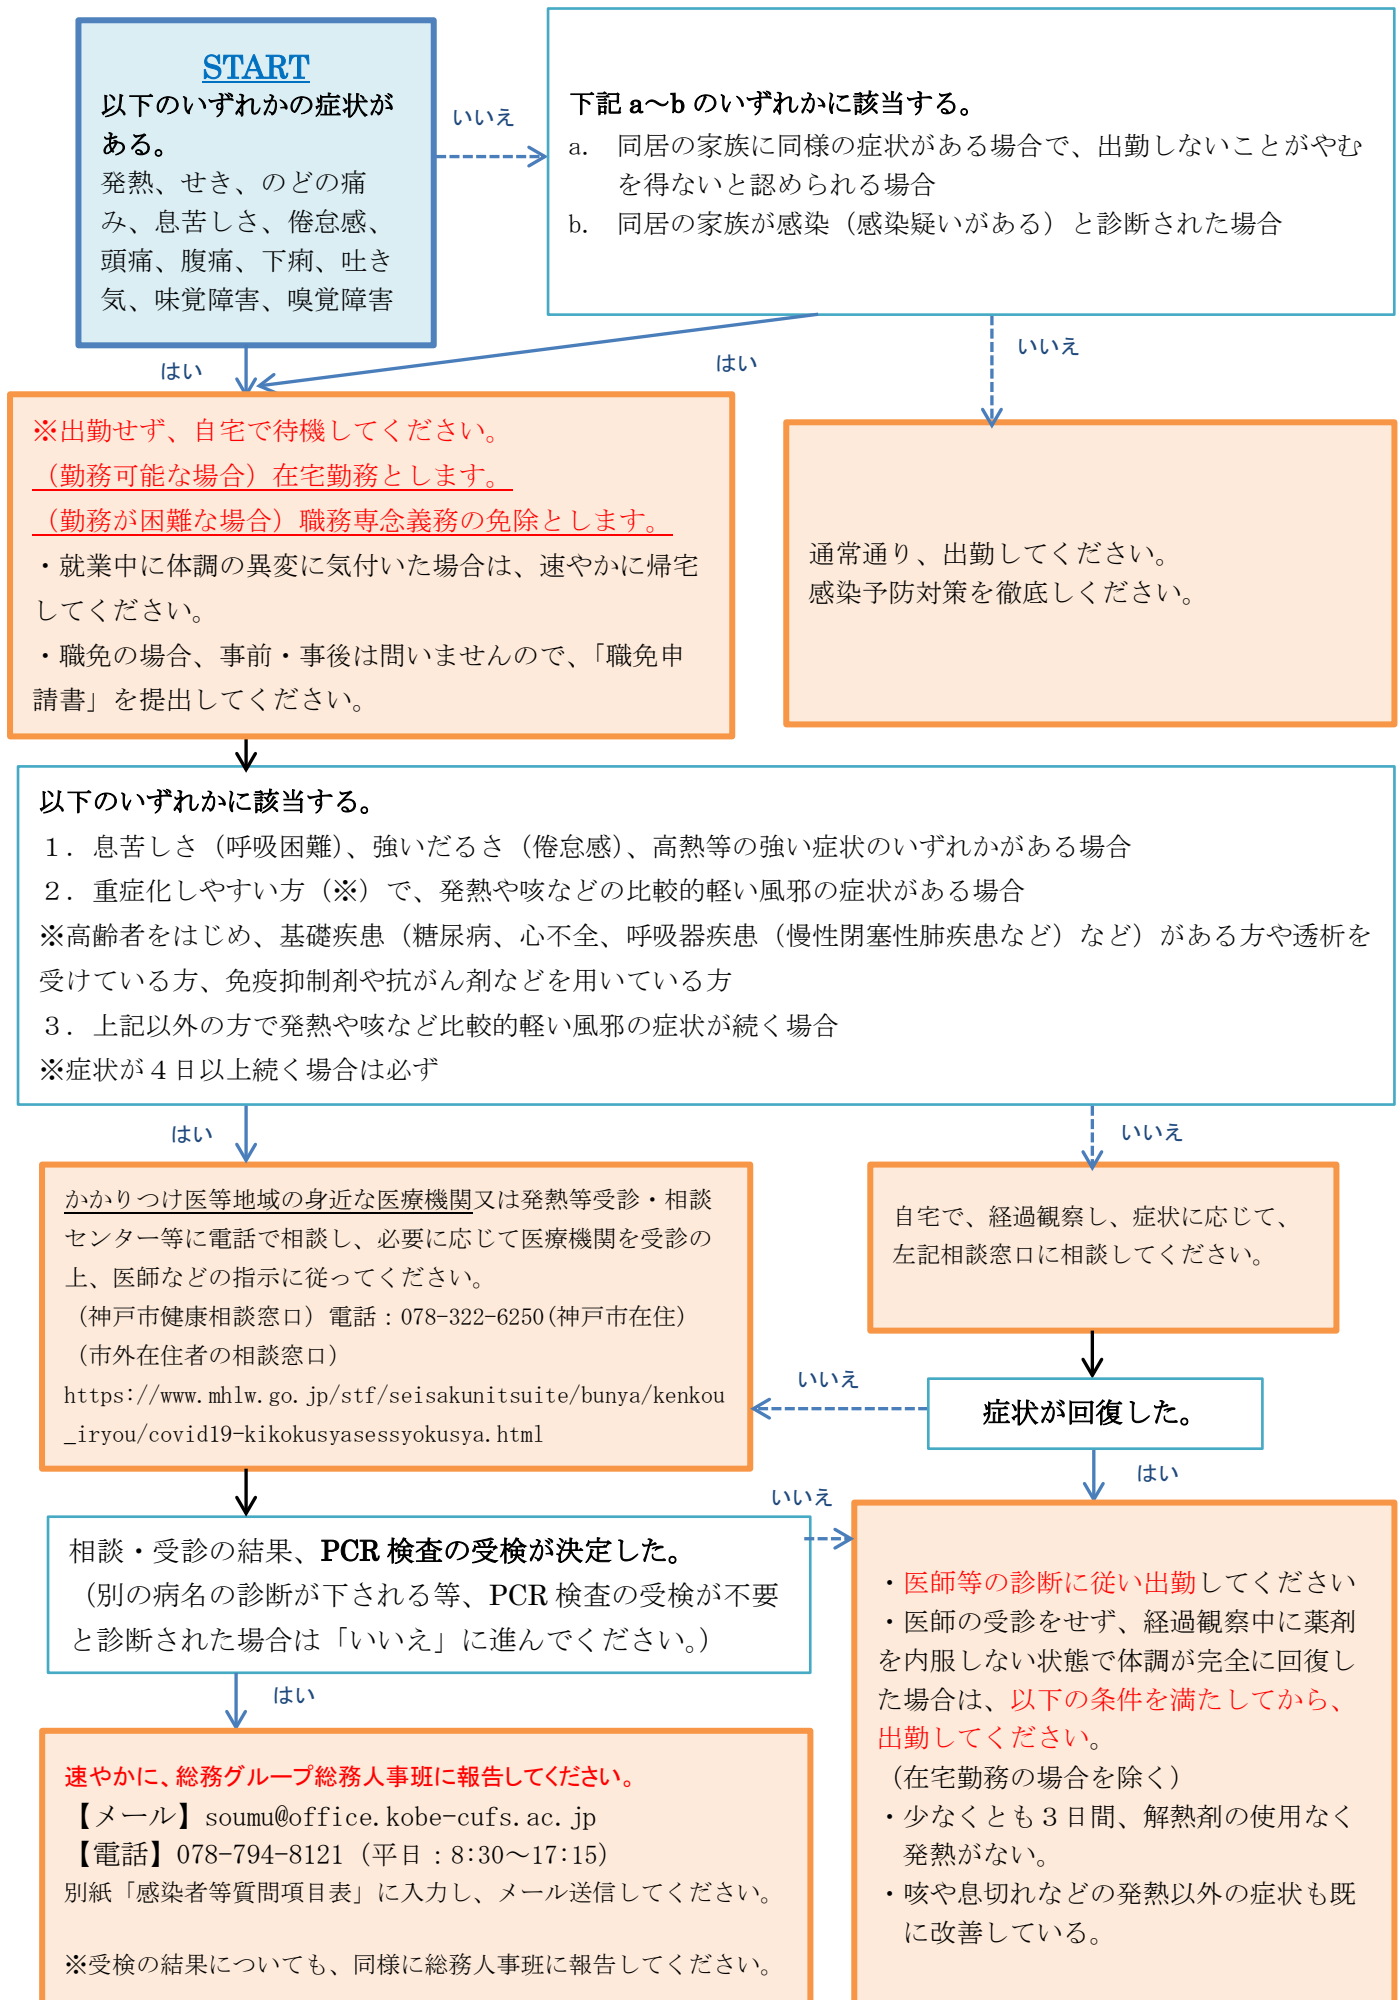 START
以下のいずれかの症状が
ある。
発熱、せき、のどの痛
み、息苦しさ、倦怠感、
頭痛、腹痛、下痢、吐き
気、味覚障害、嗅覚障害
いいえ
下記 a～b のいずれかに該当する。
a. 同居の家族に同様の症状がある場合で、出勤しないことがやむ
を得ないと認められる場合
b. 同居の家族が感染（感染疑いがある）と診断された場合
はい
はい
いいえ
※出勤せず、自宅で待機してください。
（勤務可能な場合）在宅勤務とします。
（勤務が困難な場合）職務専念義務の免除とします。
・就業中に体調の異変に気付いた場合は、速やかに帰宅
してください。
・職免の場合、事前・事後は問いませんので、「職免申
請書」を提出してください。
通常通り、出勤してください。
感染予防対策を徹底しください。
以下のいずれかに該当する。
１．息苦しさ（呼吸困難）、強いだるさ（倦怠感）、高熱等の強い症状のいずれかがある場合
２．重症化しやすい方（※）で、発熱や咳などの比較的軽い風邪の症状がある場合
※高齢者をはじめ、基礎疾患（糖尿病、心不全、呼吸器疾患（慢性閉塞性肺疾患など）など）がある方や透析を
受けている方、免疫抑制剤や抗がん剤などを用いている方
３．上記以外の方で発熱や咳など比較的軽い風邪の症状が続く場合
※症状が４日以上続く場合は必ず
はい
いいえ
かかりつけ医等地域の身近な医療機関又は発熱等受診・相談
センター等に電話で相談し、必要に応じて医療機関を受診の
上、医師などの指示に従ってください。
（神戸市健康相談窓口）電話：078-322-6250(神戸市在住)
（市外在住者の相談窓口）
https://www.mhlw.go.jp/stf/seisakunitsuite/bunya/kenkou
_iryou/covid19-kikokusyasessyokusya.html
自宅で、経過観察し、症状に応じて、
左記相談窓口に相談してください。
いいえ
症状が回復した。
はい
いいえ
相談・受診の結果、PCR 検査の受検が決定した。
（別の病名の診断が下される等、PCR 検査の受検が不要
と診断された場合は「いいえ」に進んでください。）
はい
・医師等の診断に従い出勤してください
・医師の受診をせず、経過観察中に薬剤
を内服しない状態で体調が完全に回復し
た場合は、以下の条件を満たしてから、
出勤してください。
（在宅勤務の場合を除く）
・少なくとも３日間、解熱剤の使用なく
発熱がない。
・咳や息切れなどの発熱以外の症状も既
に改善している。
速やかに、総務グループ総務人事班に報告してください。
【メール】soumu@office.kobe-cufs.ac.jp
【電話】078-794-8121（平日：8:30～17:15）
別紙「感染者等質問項目表」に入力し、メール送信してください。
※受検の結果についても、同様に総務人事班に報告してください。